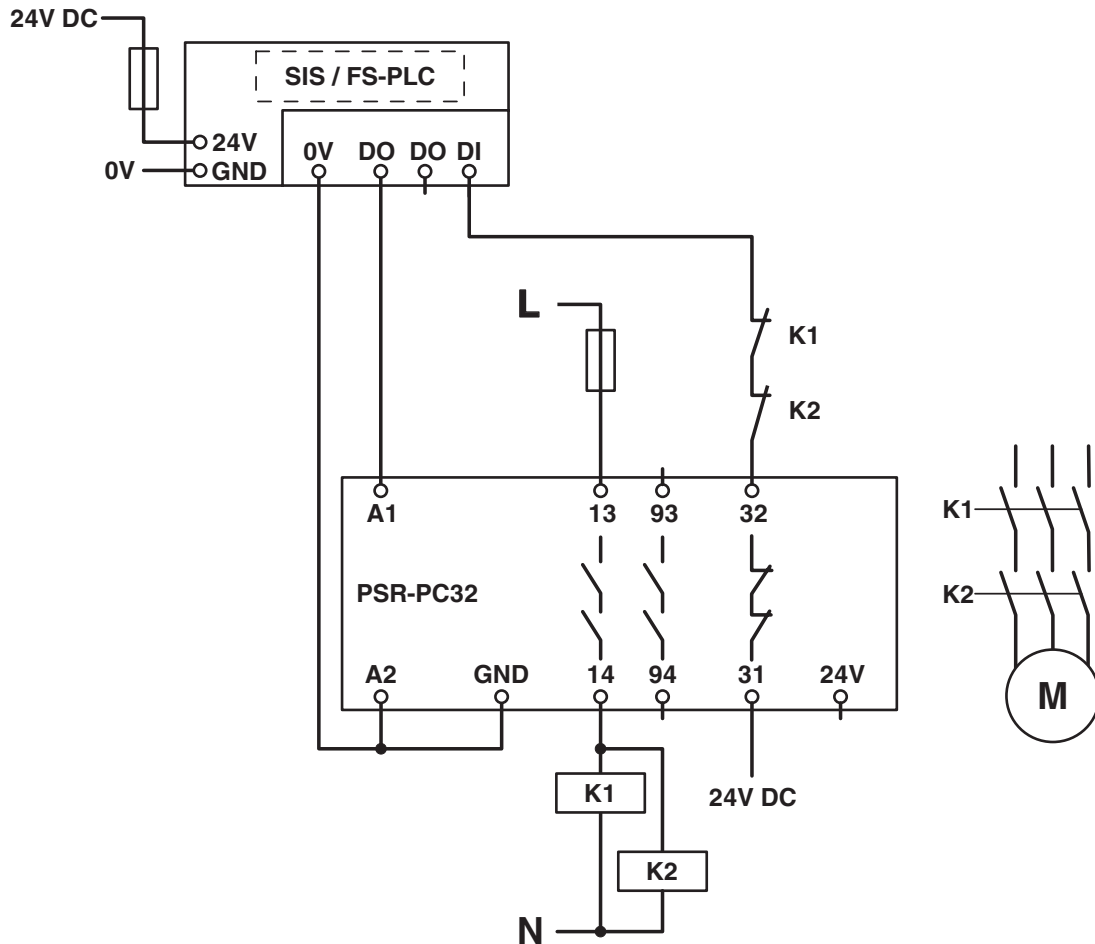 24V DC
SIS / FS-PLC
24V
0V
GND
0V DO DO DI
L
K1
K2
A1 13 93 32
PSR-PC32
K1
K2
A2 GND 14 94 31 24V
M
K1
24V DC
K2
N